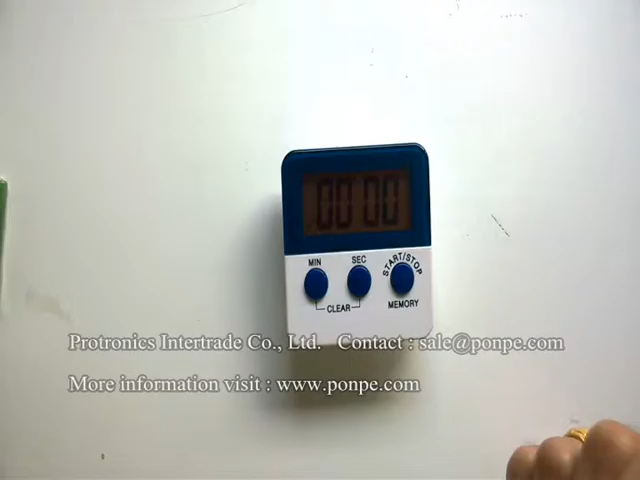 00 00
MIN SEC START/STOP
CLEAR MEMORY
Protronics Intertrade Co., Ltd. Contact : sale@ponpe.com
More information visit : www.ponpe.com